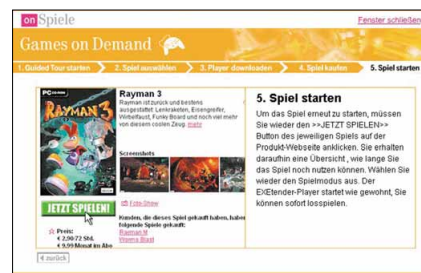 on Spiele
Fenster schließen
Games on Demand
1. Guided Tour starten
2. Spiel auswählen
3. Player downloaden
4. Spiel kaufen
5. Spiel starten
PC CD-ROM
RAYMAN 3
JETZT SPIELEN!
Preis:
€ 2,90/72 Std.
€ 9,99 Monat im Abo
Rayman 3
Rayman ist zurück und bestens
ausgestattet: Lenkraketen, Eisengreifer,
Wirbelfaust, Funky Board und noch viel mehr
von diesem coolen Zeug. mehr
Screenshots
Foto-Show
Kunden, die dieses Spiel gekauft haben, haben
folgende Spiele gekauft:
Rayman M
5. Spiel starten
Um das Spiel erneut zu starten, müssen
Sie wieder den >>JETZT SPIELEN>>
Button des jeweiligen Spiels auf der
Produkt-Webseite anklicken. Sie erhalten
daraufhin eine Übersicht , wie lange Sie
das Spiel noch nutzen können. Wählen Sie
wieder den Spielmodus aus. Der
EXEtender-Player startet wie gewohnt, Sie
können sofort losspielen.
zurück